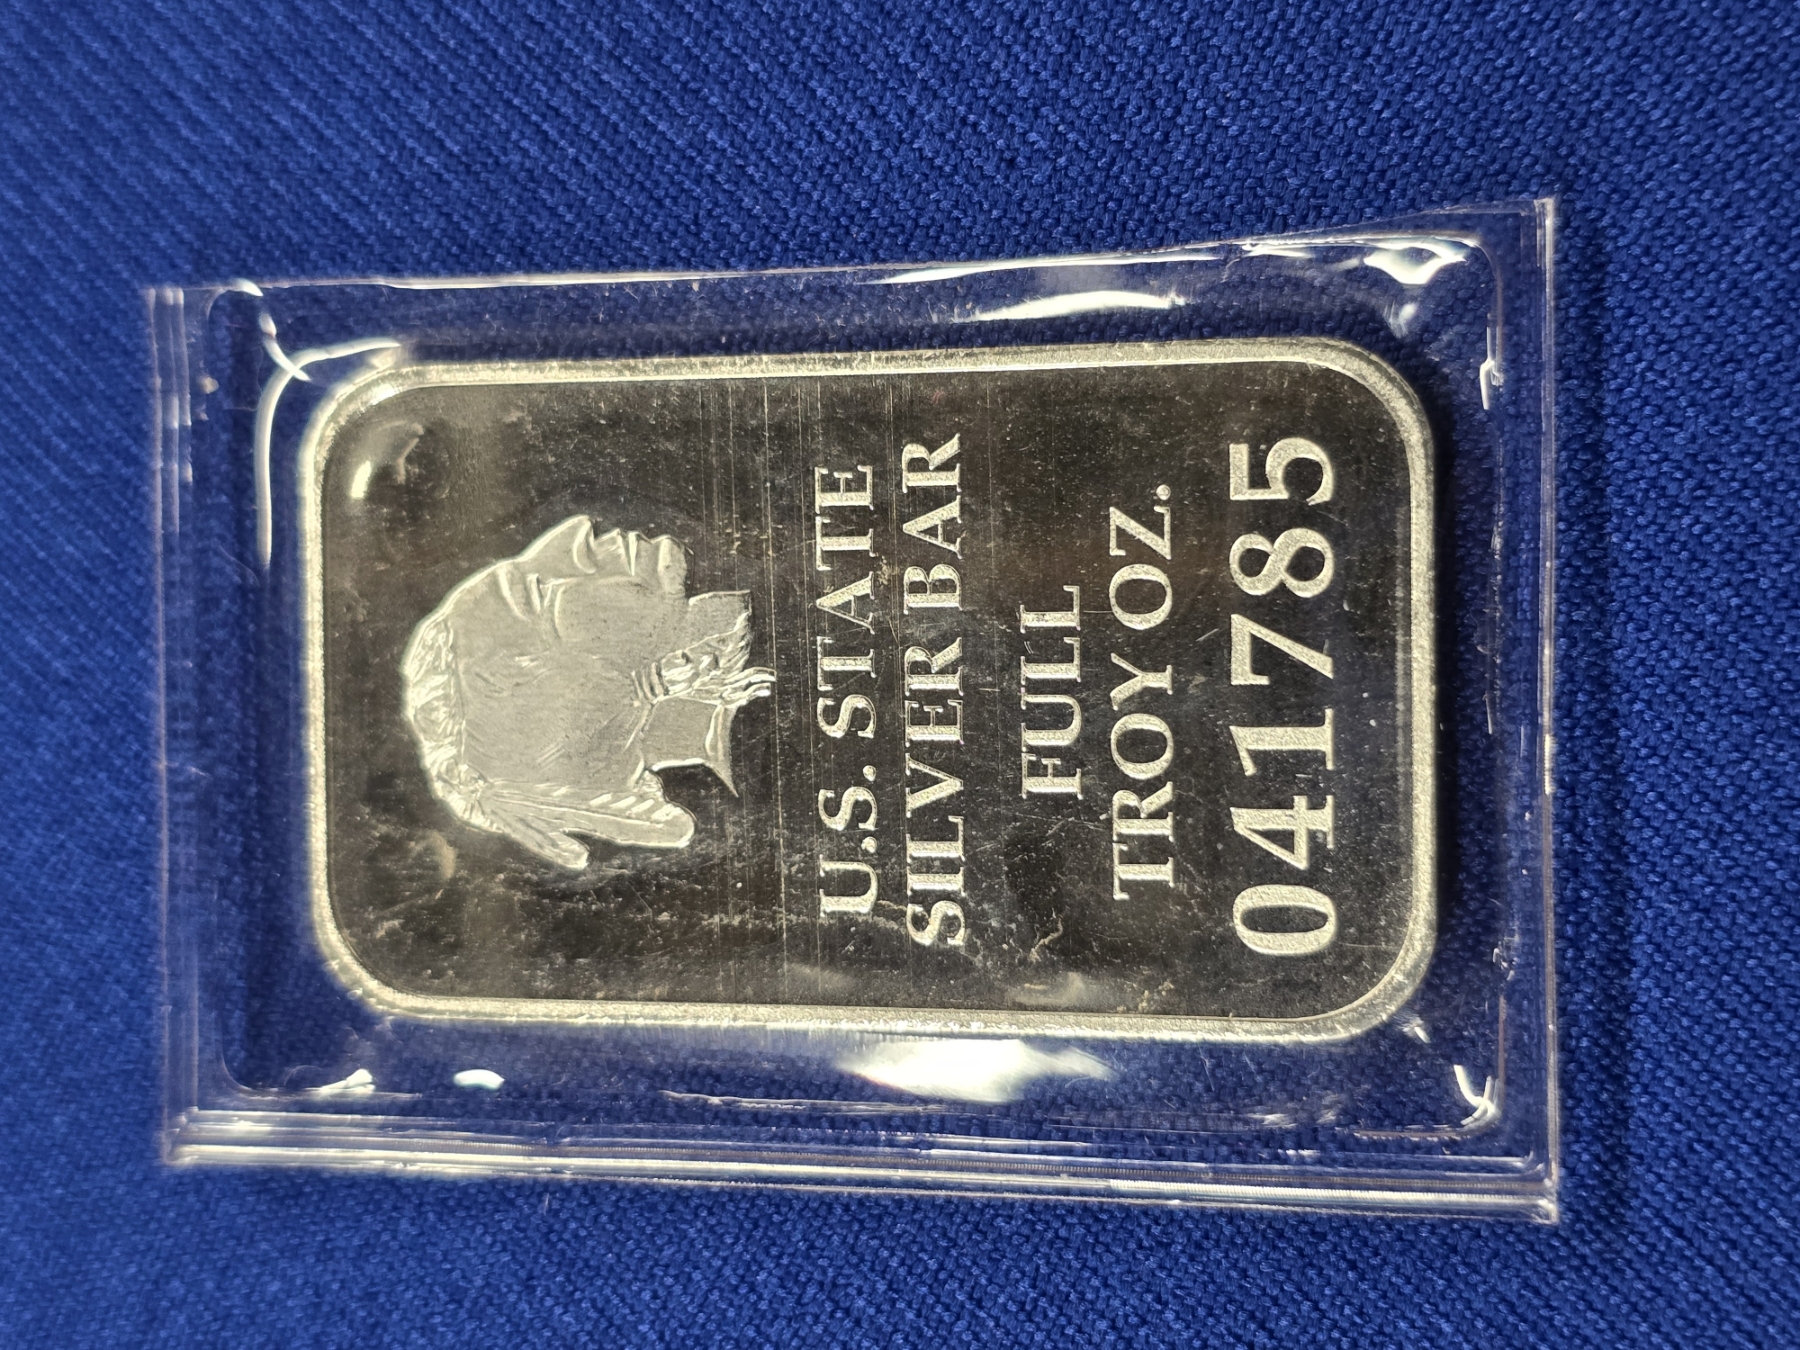 U.S. STATE
SILVER BAR
FULL
TROY OZ.
041785